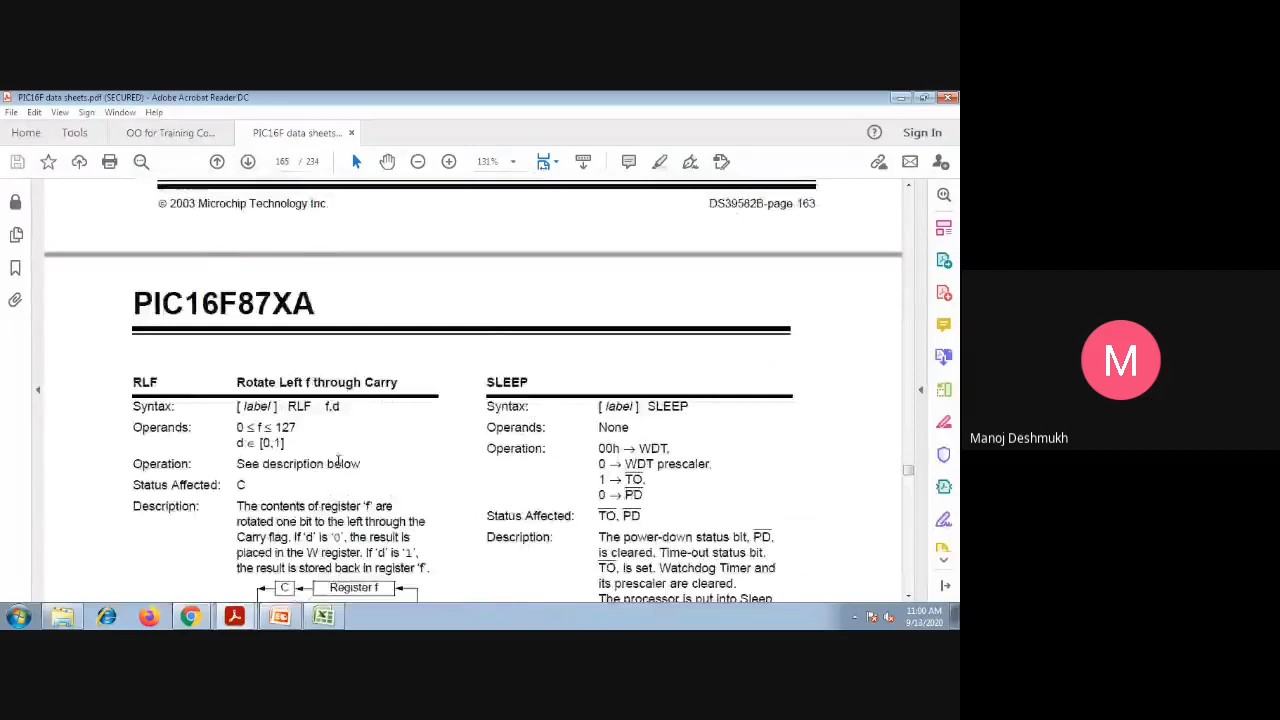 PIC16F data sheets.pdf (SECURED) - Adobe Acrobat Reader DC
File Edit View Sign Window Help
Home Tools OO for Training Co... PIC16F data sheets... × Sign In
165 / 234 131%
© 2003 Microchip Technology Inc. DS39582B-page 163
PIC16F87XA
RLF Rotate Left f through Carry
Syntax: [ label ] RLF f,d
Operands: 0 ≤ f ≤ 127
d ∈ [0,1]
Operation: See description below
Status Affected: C
Description: The contents of register ‘f’ are
rotated one bit to the left through the
Carry flag. If ‘d’ is ‘0’, the result is
placed in the W register. If ‘d’ is ‘1’,
the result is stored back in register ‘f’.
C Register f
SLEEP
Syntax: [ label ] SLEEP
Operands: None
Operation: 00h → WDT,
0 → WDT prescaler,
1 → T̅O̅,
0 → P̅D̅
Status Affected: T̅O̅, P̅D̅
Description: The power-down status bit, P̅D̅,
is cleared. Time-out status bit,
T̅O̅, is set. Watchdog Timer and
its prescaler are cleared.
The processor is put into Sleep
11:00 AM
9/13/2020
M
Manoj Deshmukh